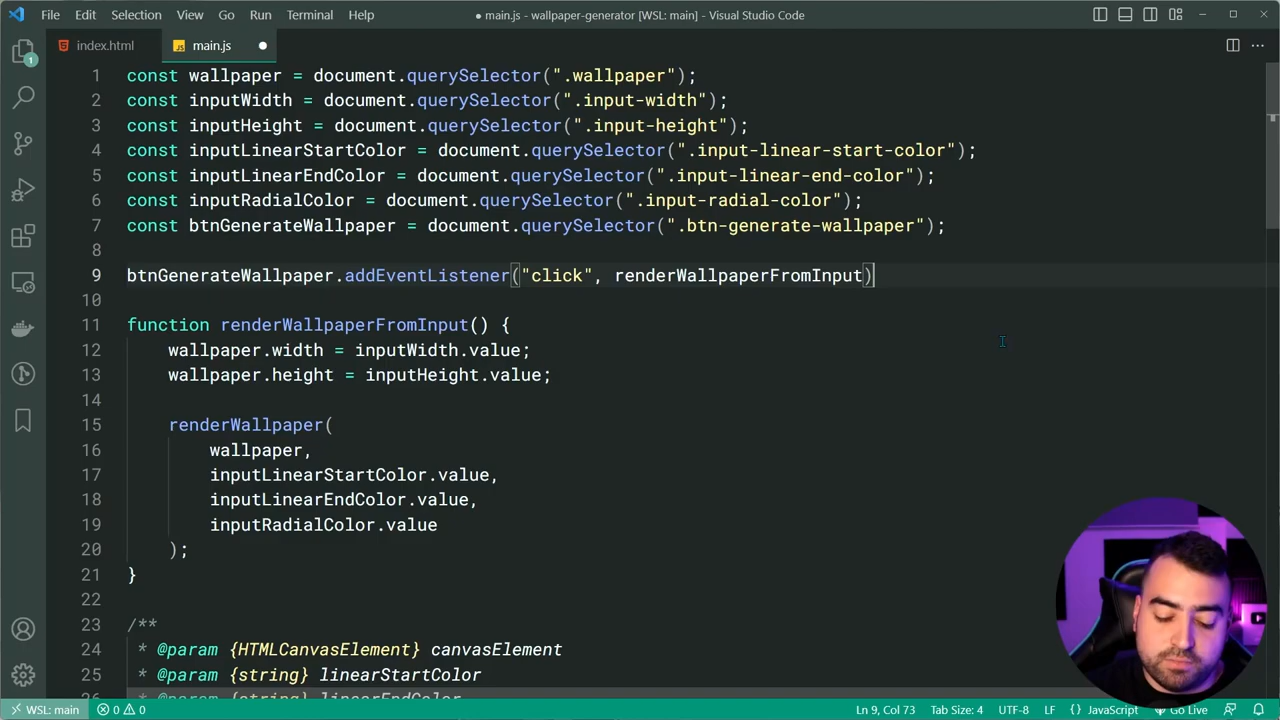 File Edit Selection View Go Run Terminal Help ● main.js - wallpaper-generator [WSL: main] - Visual Studio Code
index.html main.js
1 const wallpaper = document.querySelector(".wallpaper");
2 const inputWidth = document.querySelector(".input-width");
3 const inputHeight = document.querySelector(".input-height");
4 const inputLinearStartColor = document.querySelector(".input-linear-start-color");
5 const inputLinearEndColor = document.querySelector(".input-linear-end-color");
6 const inputRadialColor = document.querySelector(".input-radial-color");
7 const btnGenerateWallpaper = document.querySelector(".btn-generate-wallpaper");
8
9 btnGenerateWallpaper.addEventListener("click", renderWallpaperFromInput)
10
11 function renderWallpaperFromInput() {
12 wallpaper.width = inputWidth.value;
13 wallpaper.height = inputHeight.value;
14
15 renderWallpaper(
16 wallpaper,
17 inputLinearStartColor.value,
18 inputLinearEndColor.value,
19 inputRadialColor.value
20 );
21 }
22
23 /**
24 * @param {HTMLCanvasElement} canvasElement
25 * @param {string} linearStartColor
26 * @param {string} linearEndColor
WSL: main 0 0 Ln 9, Col 73 Tab Size: 4 UTF-8 LF {} JavaScript Go Live